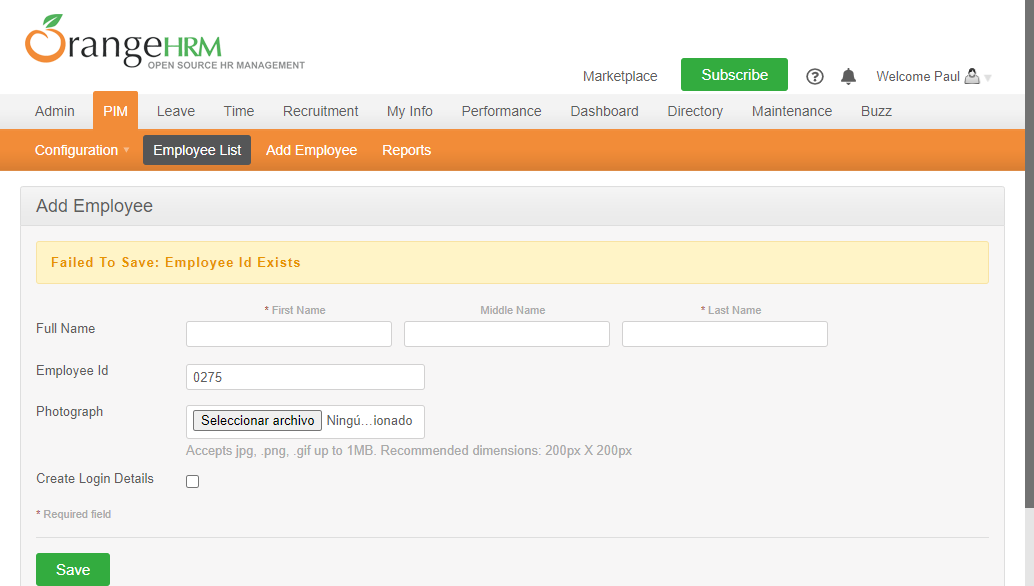 OrangeHRM
OPEN SOURCE HR MANAGEMENT
Marketplace Subscribe ? Welcome Paul
Admin PIM Leave Time Recruitment My Info Performance Dashboard Directory Maintenance Buzz
Configuration Employee List Add Employee Reports
Add Employee
Failed To Save: Employee Id Exists
* First Name Middle Name * Last Name
Full Name
Employee Id 0275
Photograph Seleccionar archivo Ningú…ionado
Accepts jpg, .png, .gif up to 1MB. Recommended dimensions: 200px X 200px
Create Login Details
* Required field
Save